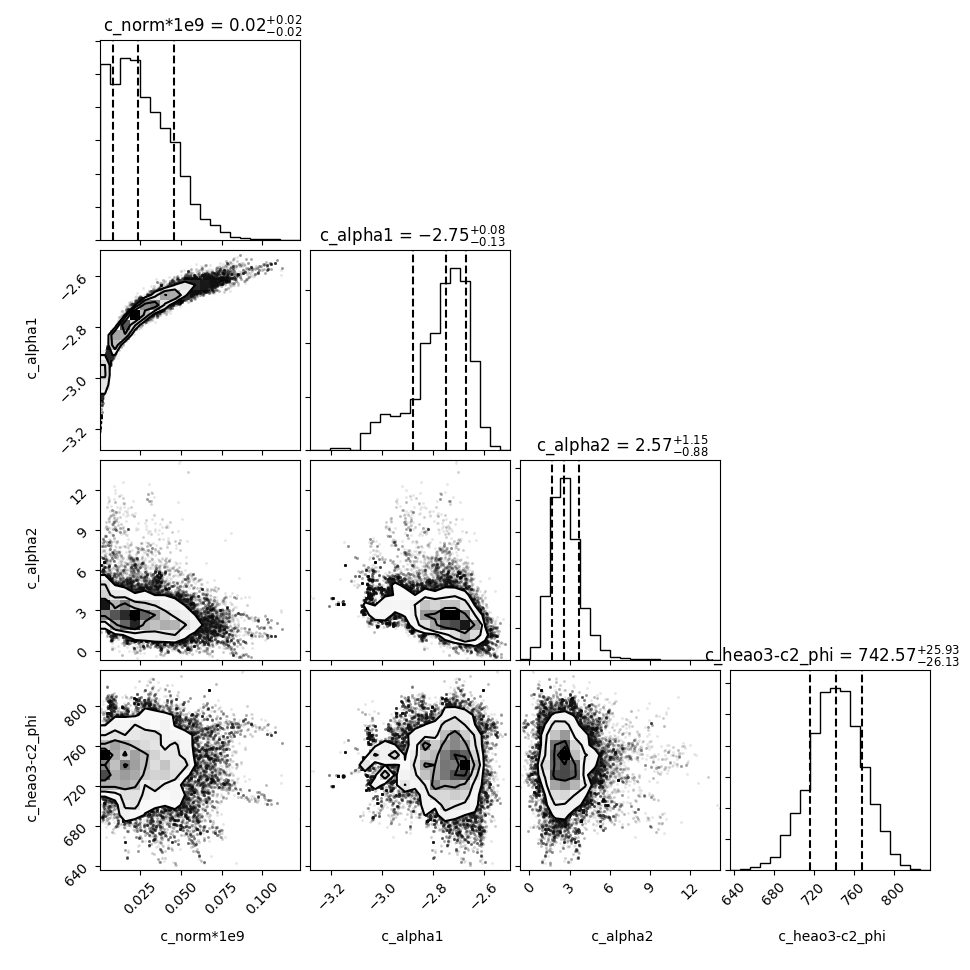 c_norm*1e9 = 0.02+0.02−0.02
c_alpha1 = −2.75+0.08−0.13
−2.6
−2.8
−3.0
−3.2
c_alpha1
c_alpha2 = 2.57+1.15−0.88
12
9
6
3
0
c_alpha2
c_heao3-c2_phi = 742.57+25.93−26.13
800
760
720
680
640
c_heao3-c2_phi
0.025 0.050 0.075 0.100 −3.2 −3.0 −2.8 −2.6 0 3 6 9 12 640 680 720 760 800
c_norm*1e9 c_alpha1 c_alpha2 c_heao3-c2_phi